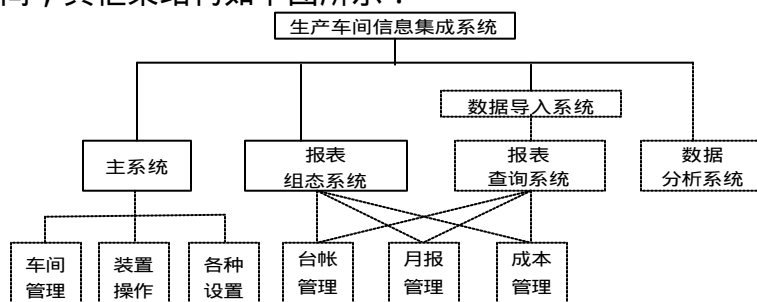 生产车间信息集成系统
数据导入系统
主系统
报表
组态系统
报表
查询系统
数据
分析系统
车间
管理
装置
操作
各种
设置
台帐
管理
月报
管理
成本
管理